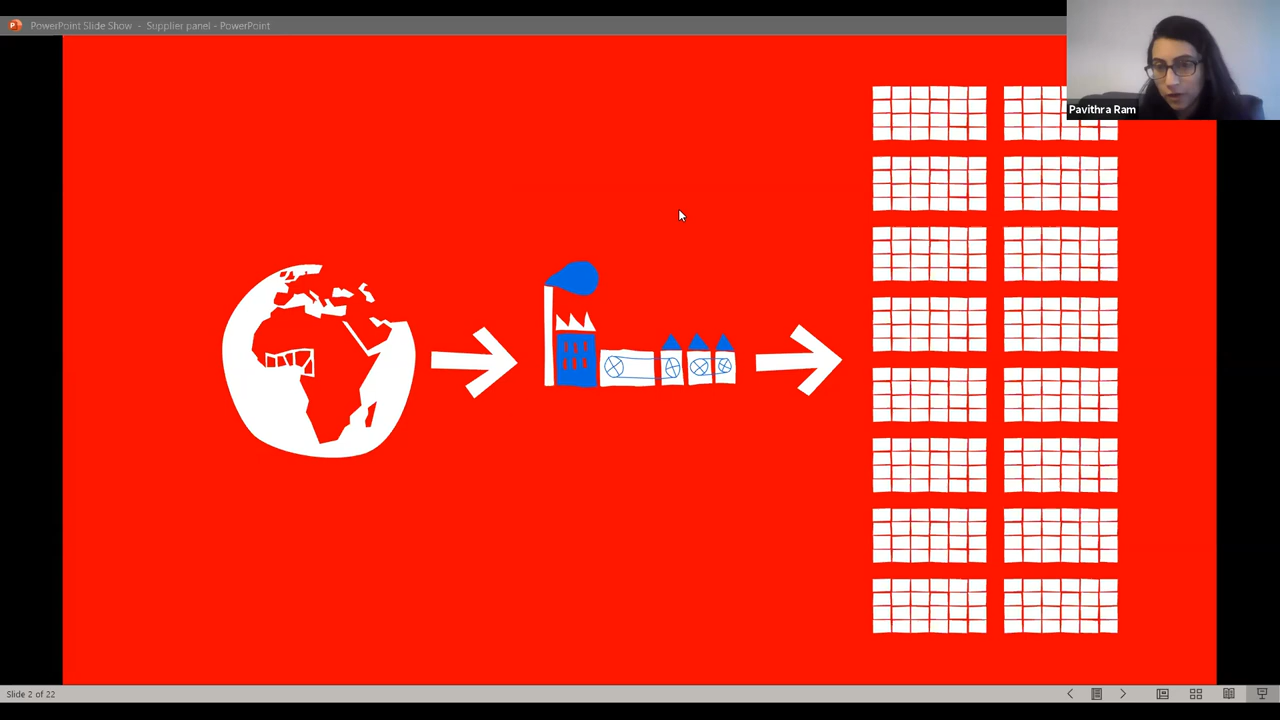 PowerPoint Slide Show - Supplier panel - PowerPoint
Pavithra Ram
Slide 2 of 22